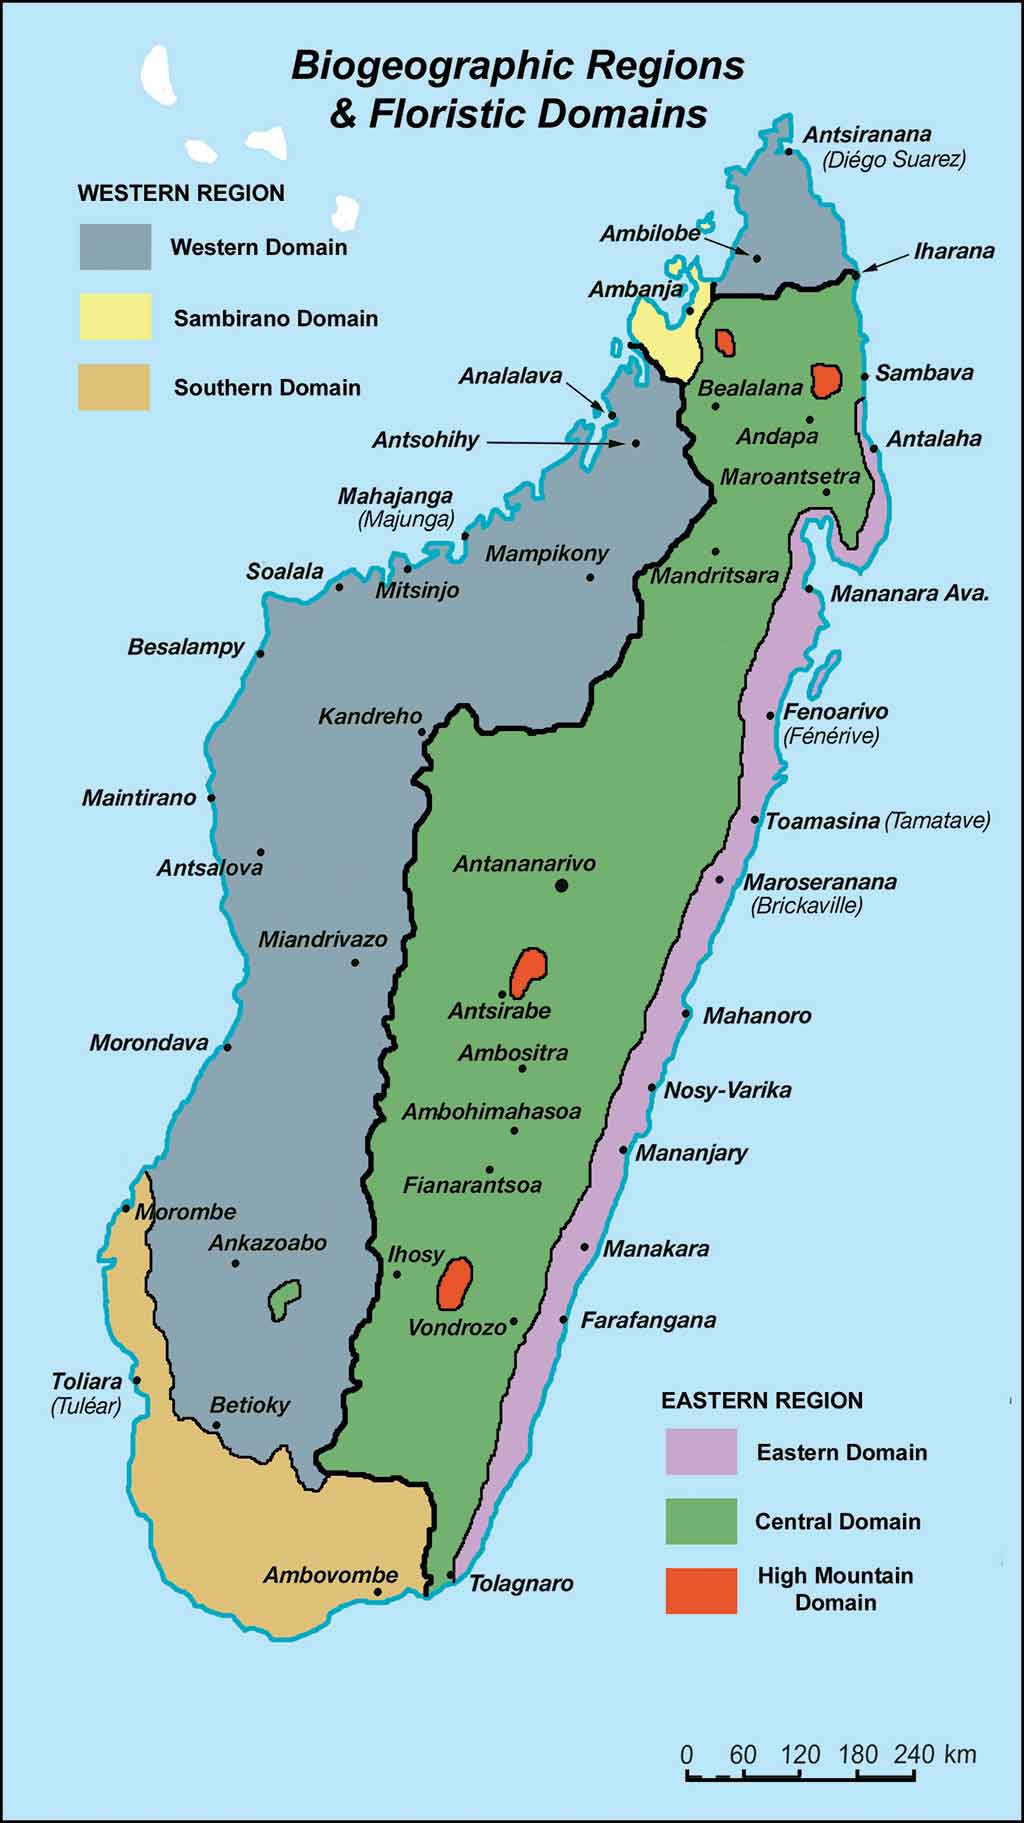 Biogeographic Regions
& Floristic Domains
WESTERN REGION
Western Domain
Sambirano Domain
Southern Domain
Antsiranana
(Diégo Suarez)
Ambilobe
Iharana
Ambanja
Analalava
Bealalana
Sambava
Antsohihy
Andapa
Antalaha
Maroantsetra
Mahajanga
(Majunga)
Mampikony
Soalala
Mitsinjo
Mandritsara
Mananara Ava.
Besalampy
Kandreho
Fenoarivo
(Fénérive)
Maintirano
Toamasina (Tamatave)
Antsalova
Antananarivo
Maroseranana
(Brickaville)
Miandrivazo
Antsirabe
Mahanoro
Morondava
Ambositra
Nosy-Varika
Ambohimahasoa
Mananjary
Fianarantsoa
Morombe
Ankazoabo
Ihosy
Manakara
Vondrozo
Farafangana
Toliara
(Tuléar)
Betioky
EASTERN REGION
Eastern Domain
Central Domain
High Mountain
Domain
Ambovombe
Tolagnaro
0 60 120 180 240 km